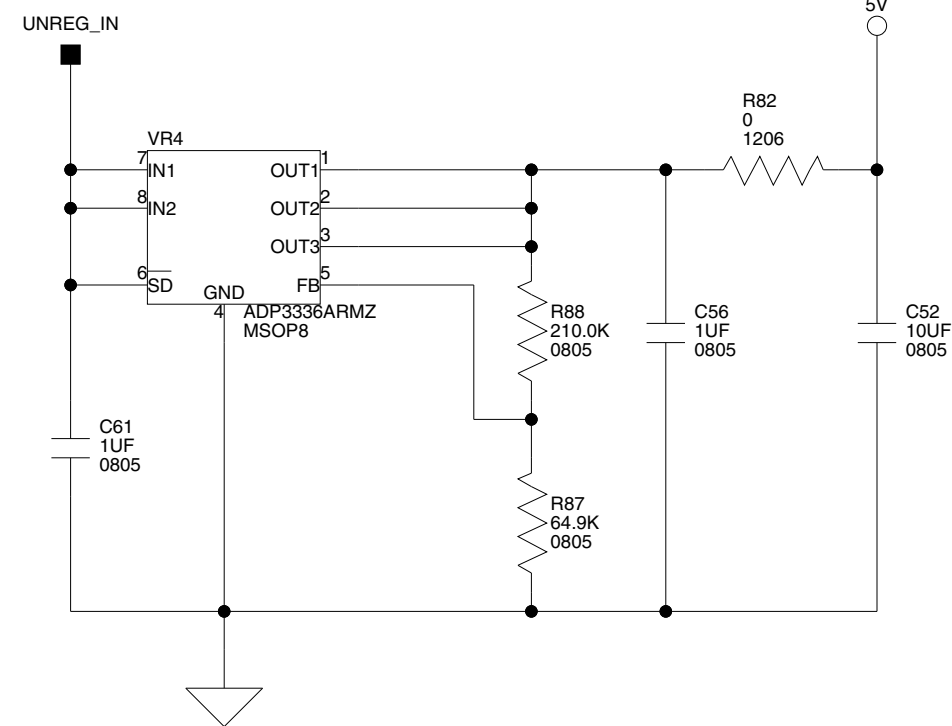 5V
UNREG_IN
R82
0
1206
VR4
7
IN1
OUT1
1
8
IN2
OUT2
2
OUT3
3
6
SD
FB
5
GND
4
ADP3336ARMZ
MSOP8
R88
210.0K
0805
C56
1UF
0805
C52
10UF
0805
C61
1UF
0805
R87
64.9K
0805